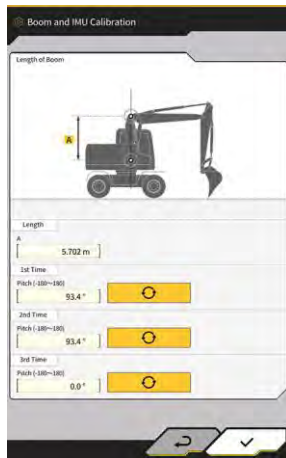 Boom and IMU Calibration
Length of Boom
A
Length
A
[ 5.702 m ]
1st Time
Pitch (-180~180)
[ 93.4 ° ]
2nd Time
Pitch (-180~180)
[ 93.4 ° ]
3rd Time
Pitch (-180~180)
[ 0.0 ° ]